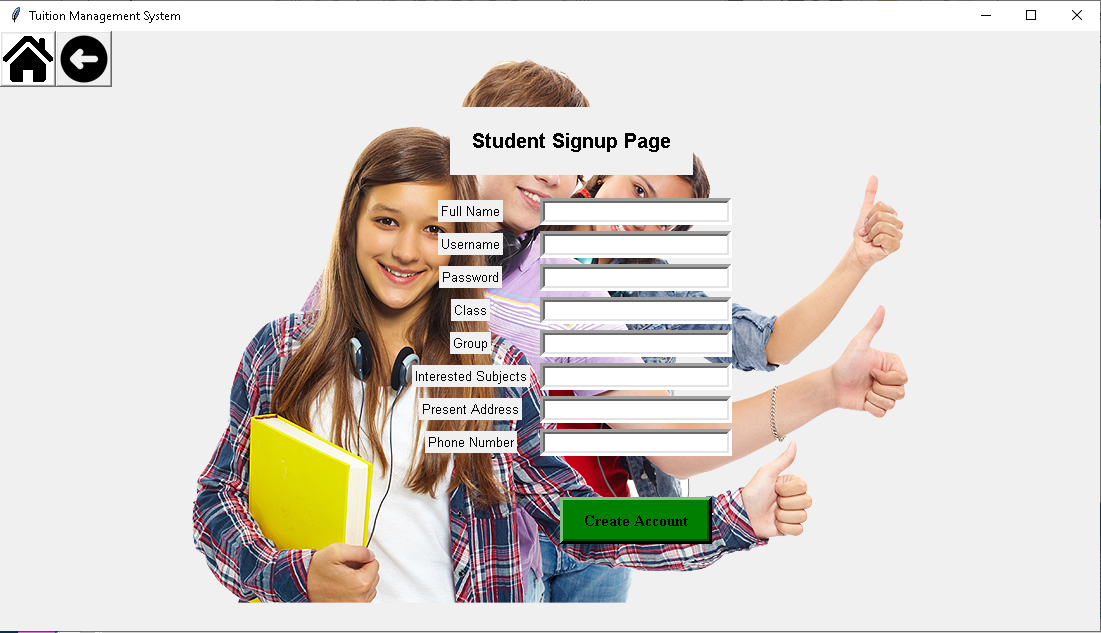 Tuition Management System
Student Signup Page
Full Name
Username
Password
Class
Group
Interested Subjects
Present Address
Phone Number
Create Account